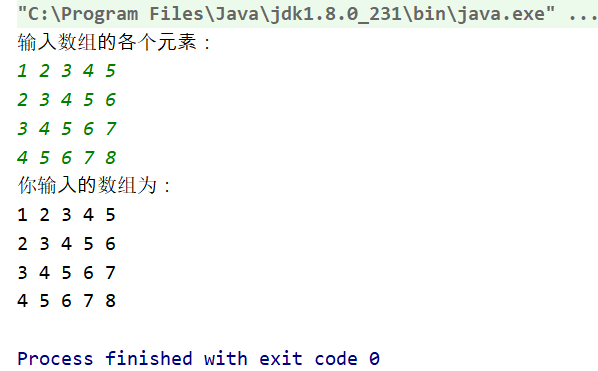 "C:\Program Files\Java\jdk1.8.0_231\bin\java.exe" ...
输入数组的各个元素：
1 2 3 4 5
2 3 4 5 6
3 4 5 6 7
4 5 6 7 8
你输入的数组为：
1 2 3 4 5
2 3 4 5 6
3 4 5 6 7
4 5 6 7 8
Process finished with exit code 0